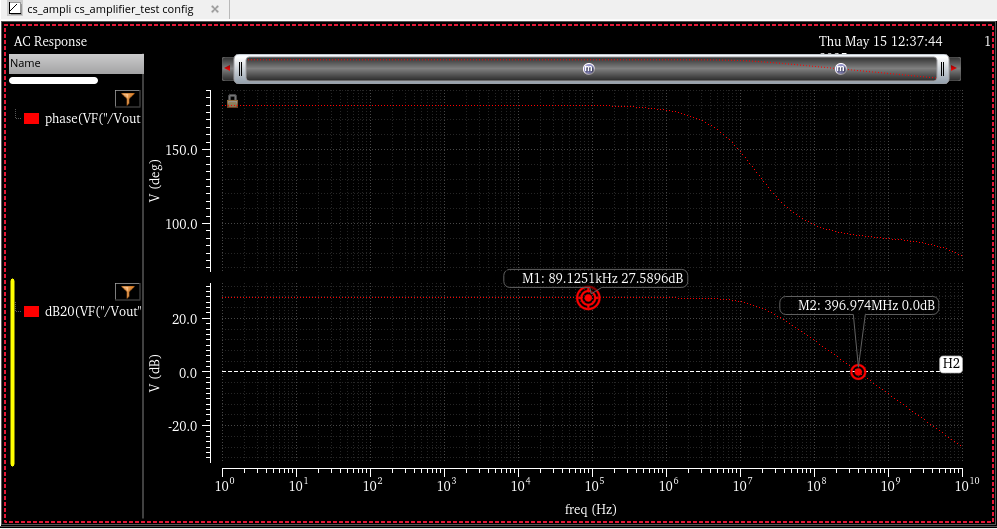 cs_ampli cs_amplifier_test config
AC Response
Thu May 15 12:37:44
1
Name
phase(VF("/Vout
V (deg)
150.0
100.0
M1: 89.1251kHz 27.5896dB
M2: 396.974MHz 0.0dB
dB20(VF("/Vout"
V (dB)
20.0
0.0
-20.0
H2
10^0 10^1 10^2 10^3 10^4 10^5 10^6 10^7 10^8 10^9 10^10
freq (Hz)